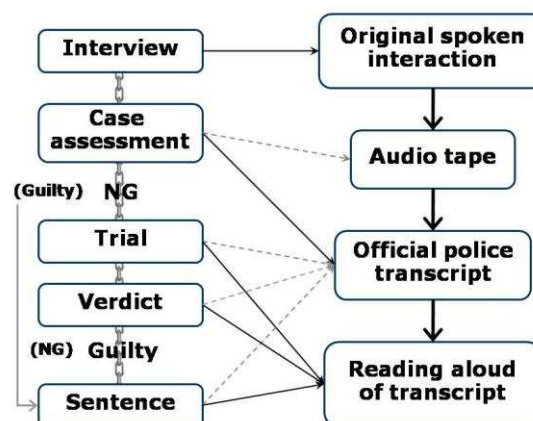 Interview
Original spoken
interaction
Case
assessment
Audio tape
(Guilty) NG
Trial
Official police
transcript
Verdict
(NG) Guilty
Reading aloud
of transcript
Sentence